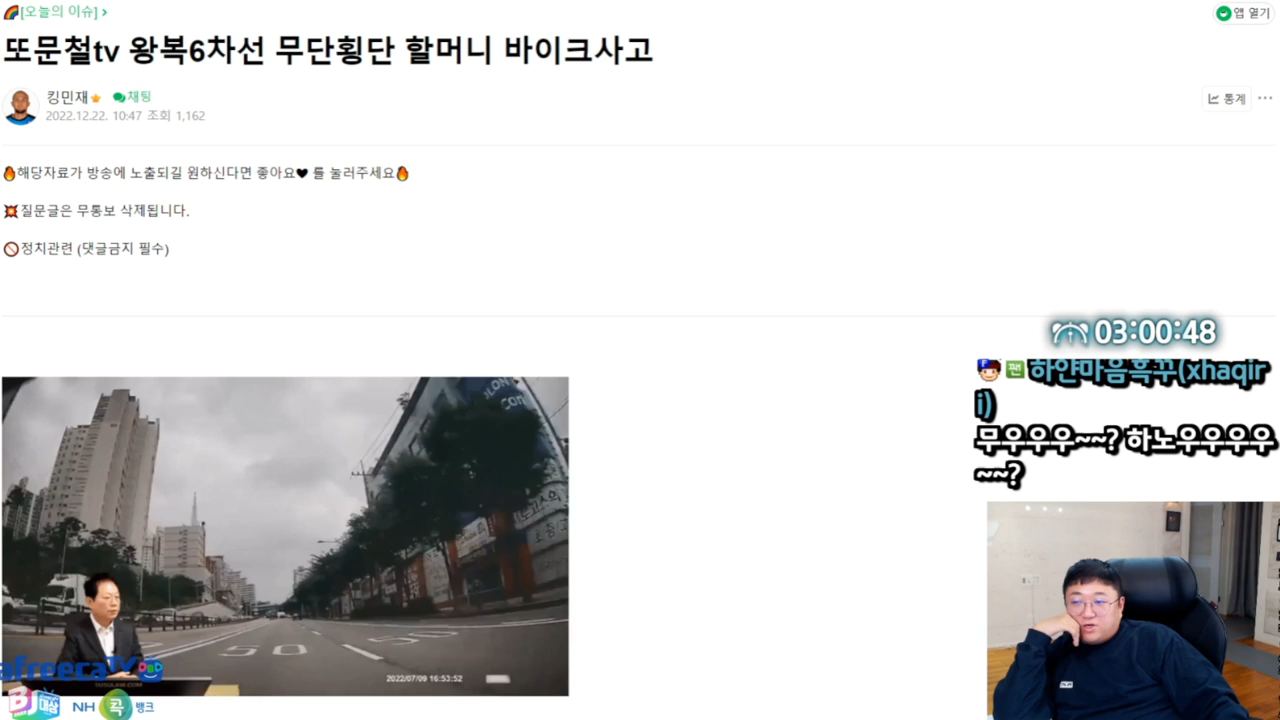 [오늘의 이슈] >
앱 열기
또문철tv 왕복6차선 무단횡단 할머니 바이크사고
킹민재 채팅
2022.12.22. 10:47 조회 1,162
통계
해당자료가 방송에 노출되길 원하신다면 좋아요 를 눌러주세요
질문글은 무통보 삭제됩니다.
정치관련 (댓글금지 필수)
03:00:48
팬 하얀마음흑꾸(xhaqir
i)
무우우우~~? 하노우우우우
~~?
50 50
2022/07/09 16:53:52
afreecaTV
BJ대상 NH 콕 뱅크